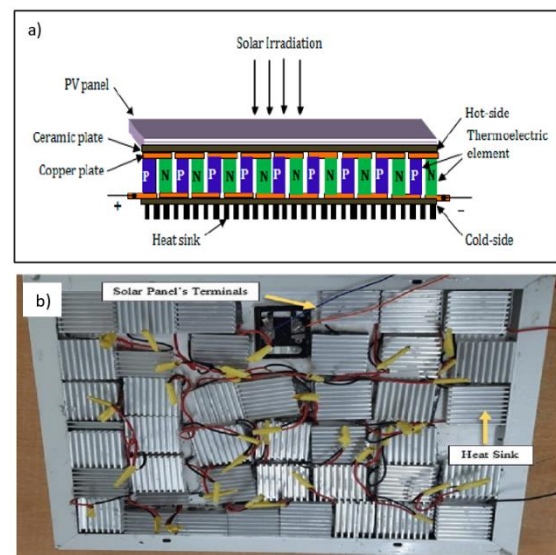 a)
Solar Irradiation
PV panel
Hot-side
Ceramic plate
Thermoelectric
element
Copper plate
P N P N P N P N P N P N P N P N
+
−
Heat sink
Cold-side
b)
Solar Panel's Terminals
Heat Sink